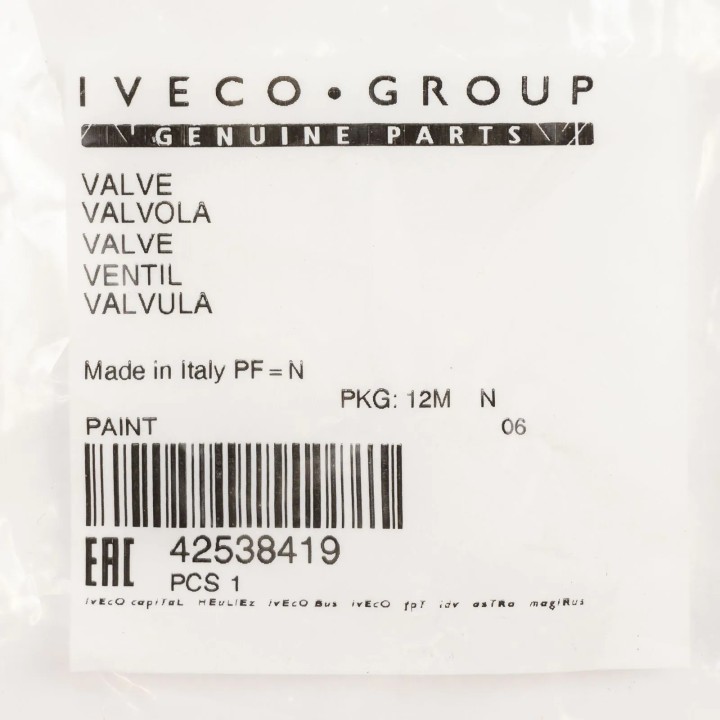 IVECO • GROUP
GENUINE PARTS
VALVE
VALVOLA
VALVE
VENTIL
VALVULA
Made in Italy PF = N
PKG: 12M N
PAINT 06
EAC 42538419
PCS 1
IVECO capital HEULIEZ IVECO BUS IVECO FPT IDV ASTRA MAGIRUS